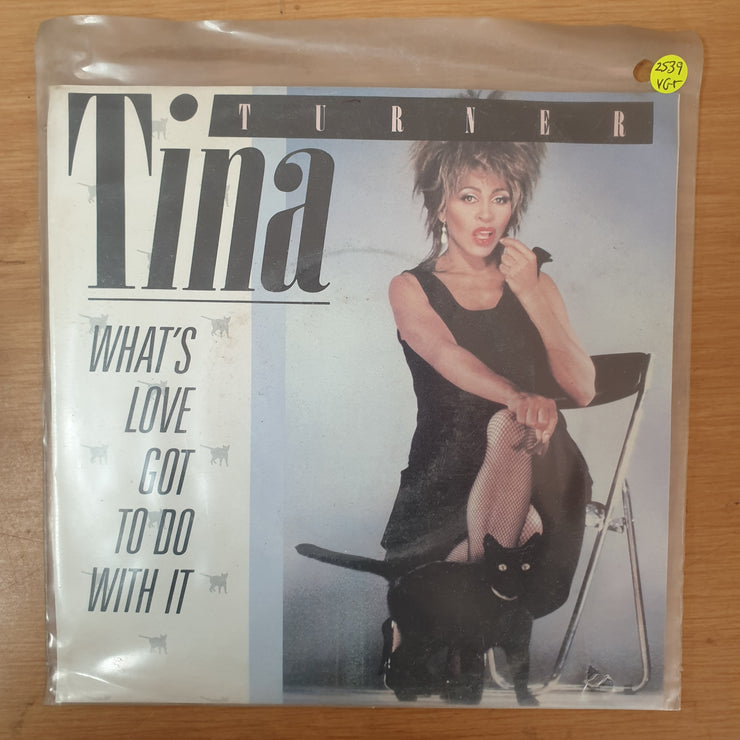 TURNER
Tina
WHAT'S
LOVE
GOT
TO DO
WITH IT
2539
VG+